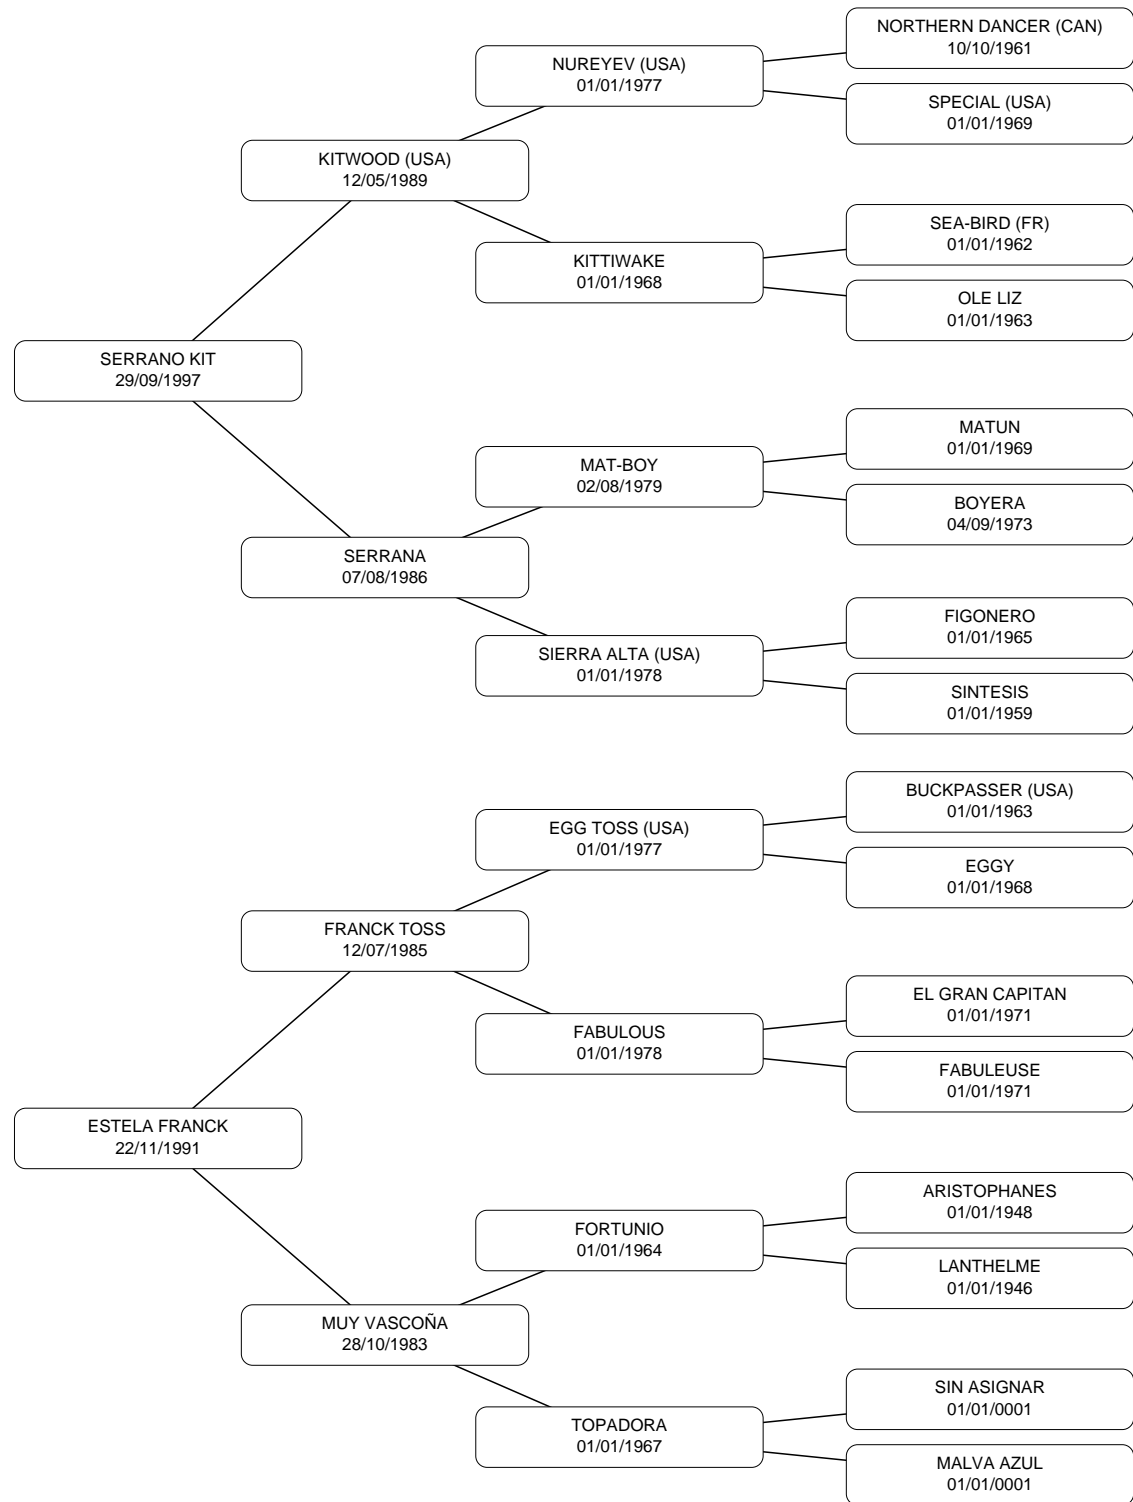 NORTHERN DANCER (CAN)
10/10/1961
NUREYEV (USA)
01/01/1977
SPECIAL (USA)
01/01/1969
KITWOOD (USA)
12/05/1989
SEA-BIRD (FR)
01/01/1962
KITTIWAKE
01/01/1968
OLE LIZ
01/01/1963
SERRANO KIT
29/09/1997
MATUN
01/01/1969
MAT-BOY
02/08/1979
BOYERA
04/09/1973
SERRANA
07/08/1986
FIGONERO
01/01/1965
SIERRA ALTA (USA)
01/01/1978
SINTESIS
01/01/1959
BUCKPASSER (USA)
01/01/1963
EGG TOSS (USA)
01/01/1977
EGGY
01/01/1968
FRANCK TOSS
12/07/1985
EL GRAN CAPITAN
01/01/1971
FABULOUS
01/01/1978
FABULEUSE
01/01/1971
ESTELA FRANCK
22/11/1991
ARISTOPHANES
01/01/1948
FORTUNIO
01/01/1964
LANTHELME
01/01/1946
MUY VASCOÑA
28/10/1983
SIN ASIGNAR
01/01/0001
TOPADORA
01/01/1967
MALVA AZUL
01/01/0001